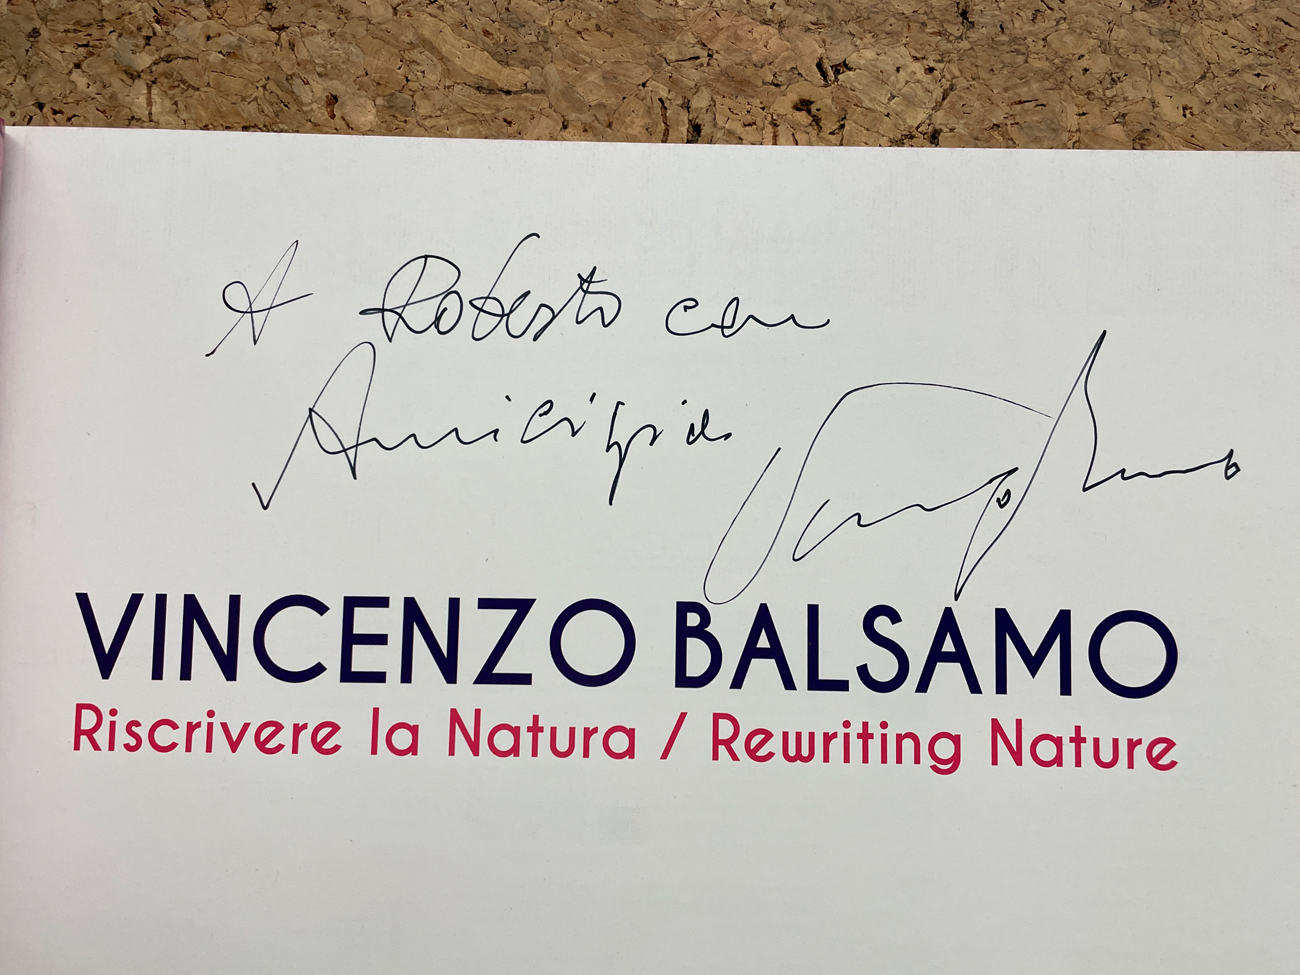 A Roberto con
Amicizia
VINCENZO BALSAMO
Riscrivere la Natura / Rewriting Nature